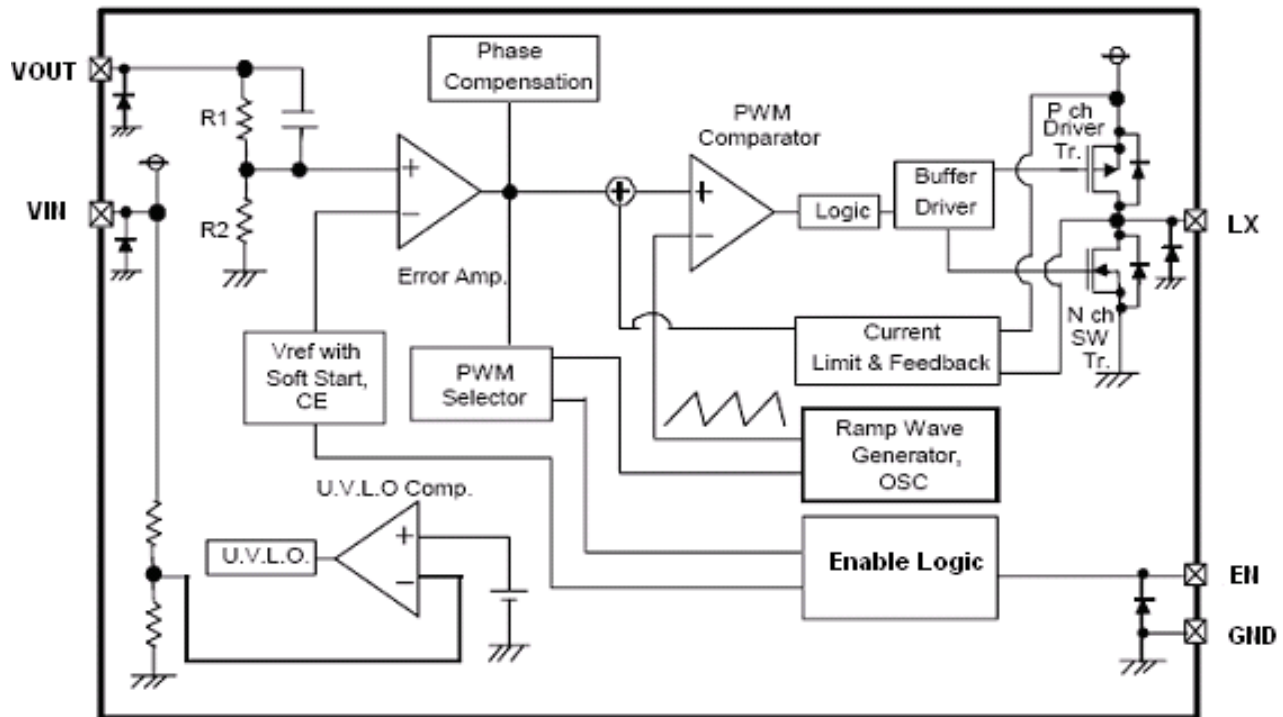 VOUT
R1
R2
VIN
Phase
Compensation
+
−
Error Amp.
PWM
Comparator
+
+
−
Logic
Buffer
Driver
P ch
Driver
Tr.
LX
N ch
SW
Tr.
Vref with
Soft Start,
CE
PWM
Selector
Current
Limit & Feedback
Ramp Wave
Generator,
OSC
U.V.L.O Comp.
U.V.L.O.
+
−
Enable Logic
EN
GND